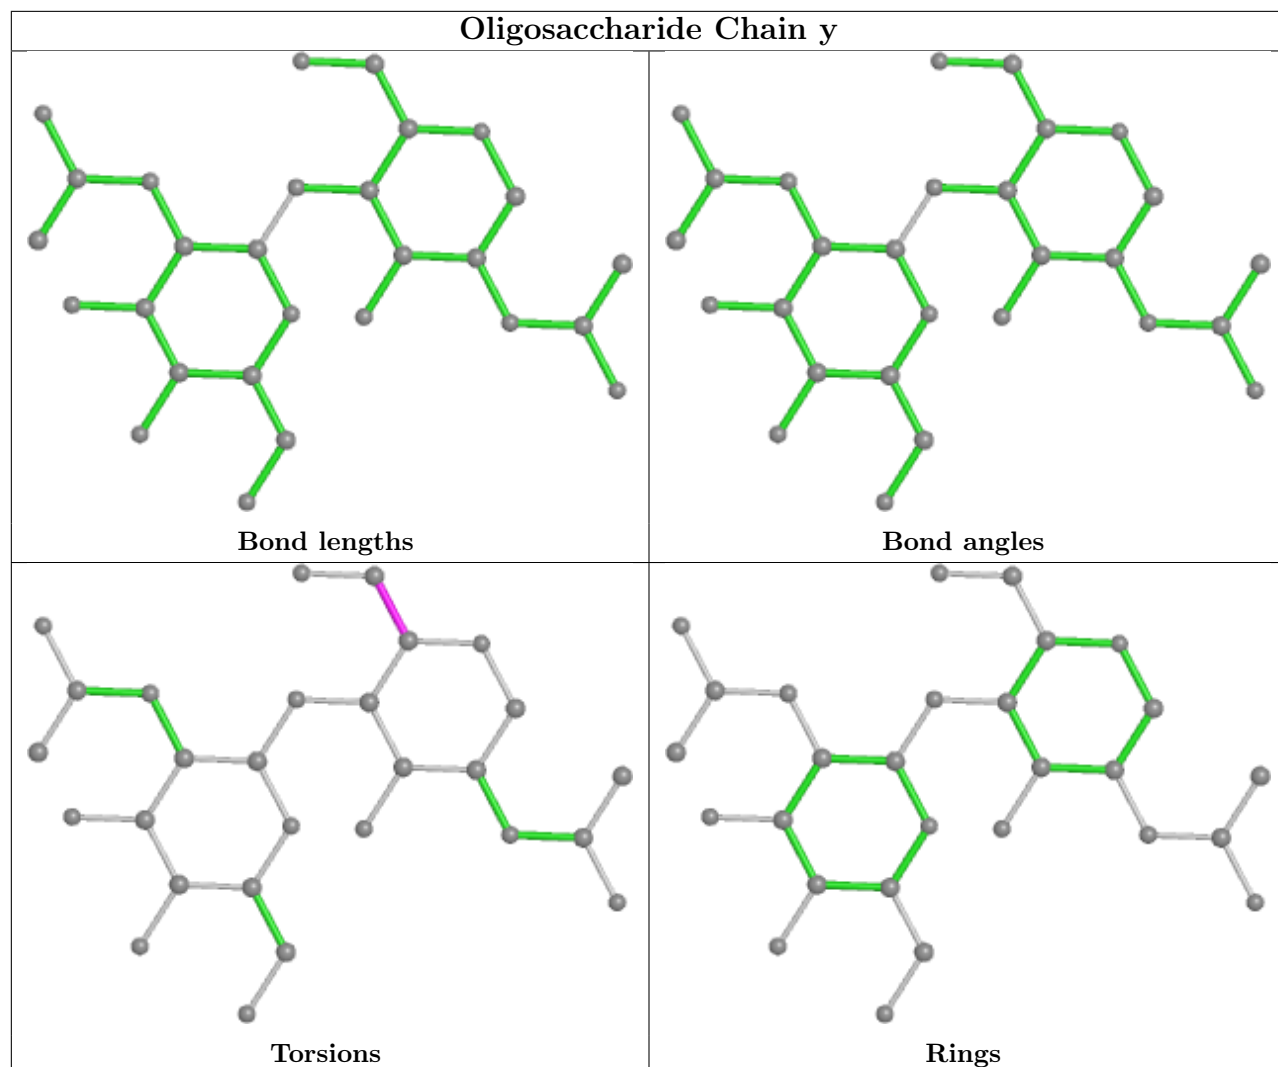 Oligosaccharide Chain y
Bond lengths
Bond angles
Torsions
Rings